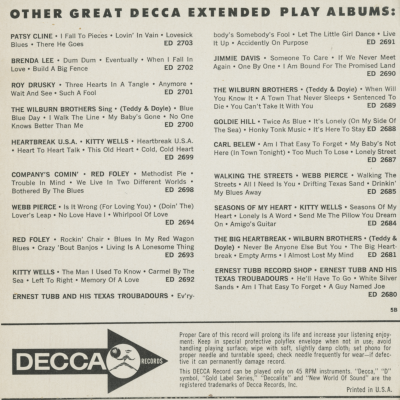 OTHER GREAT DECCA EXTENDED PLAY ALBUMS:
PATSY CLINE • I Fall To Pieces • Lovin' In Vain • Lovesick
Blues • There He Goes ED 2703
BRENDA LEE • Dum Dum • Eventually • When I Fall In
Love • Build A Big Fence ED 2702
ROY DRUSKY • Three Hearts In A Tangle • Anymore •
Wait And See • Such A Fool ED 2701
THE WILBURN BROTHERS Sing • (Teddy & Doyle) • Blue
Blue Day • I Walk The Line • My Baby's Gone • No One
Knows Better Than Me ED 2700
HEARTBREAK U.S.A. • KITTY WELLS • Heartbreak U.S.A.
• Heart To Heart Talk • This Old Heart • Cold, Cold Heart
ED 2699
COMPANY'S COMIN' • RED FOLEY • Methodist Pie •
Trouble In Mind • We Live In Two Different Worlds •
Bothered By The Blues ED 2698
WEBB PIERCE • Is It Wrong (For Loving You) • (Doin' The)
Lover's Leap • No Love Have I • Whirlpool Of Love
ED 2694
RED FOLEY • Rockin' Chair • Blues In My Red Wagon
Blues • Crazy 'Bout Banjos • Living Is A Lonesome Thing
ED 2693
KITTY WELLS • The Man I Used To Know • Carmel By The
Sea • Left To Right • Memory Of A Love ED 2692
ERNEST TUBB AND HIS TEXAS TROUBADOURS • Ev'ry-
body's Somebody's Fool • Let The Little Girl Dance • Live
It Up • Accidently On Purpose ED 2691
JIMMIE DAVIS • Someone To Care • If We Never Meet
Again • One By One • I Am Bound For The Promised Land
ED 2690
THE WILBURN BROTHERS • (Teddy & Doyle) • When Will
You Know It • A Town That Never Sleeps • Sentenced To
Die • You Can't Take It With You ED 2689
GOLDIE HILL • Twice As Blue • It's Lonely (On My Side Of
The Sea) • Honky Tonk Music • It's Here To Stay ED 2688
CARL BELEW • Am I That Easy To Forget • My Baby's Not
Here (In Town Tonight) • Too Much To Lose • Lonely Street
ED 2687
WALKING THE STREETS • WEBB PIERCE • Walking The
Streets • All I Need Is You • Drifting Texas Sand • Drinkin'
My Blues Away ED 2685
SEASONS OF MY HEART • KITTY WELLS • Seasons Of My
Heart • Lonely Is A Word • Send Me The Pillow You Dream
On • Amigo's Guitar ED 2684
THE BIG HEARTBREAK • WILBURN BROTHERS • (Teddy &
Doyle) • Never Be Anyone Else But You • The Big Heart-
break • Empty Arms • I Almost Lost My Mind ED 2681
ERNEST TUBB RECORD SHOP • ERNEST TUBB AND HIS
TEXAS TROUBADOURS • He'll Have To Go • White Silver
Sands • Am I That Easy To Forget • A Guy Named Joe
ED 2680
5B
DECCA RECORDS
Proper Care of this record will prolong its life and increase your listening enjoy-
ment: Keep in special protective polyflex envelope when not in use; avoid
handling playing surface; wipe with soft, slightly damp cloth, set phono for
proper needle and turntable speed; check needle frequently for wear—if defec-
tive it can permanently damage record.
This DECCA Record can be played only on 45 RPM instruments. "Decca," "D"
symbol, "Gold Label Series," "Deccalite" and "New World Of Sound" are the
registered trademarks of Decca Records, Inc.
Printed in U.S.A.